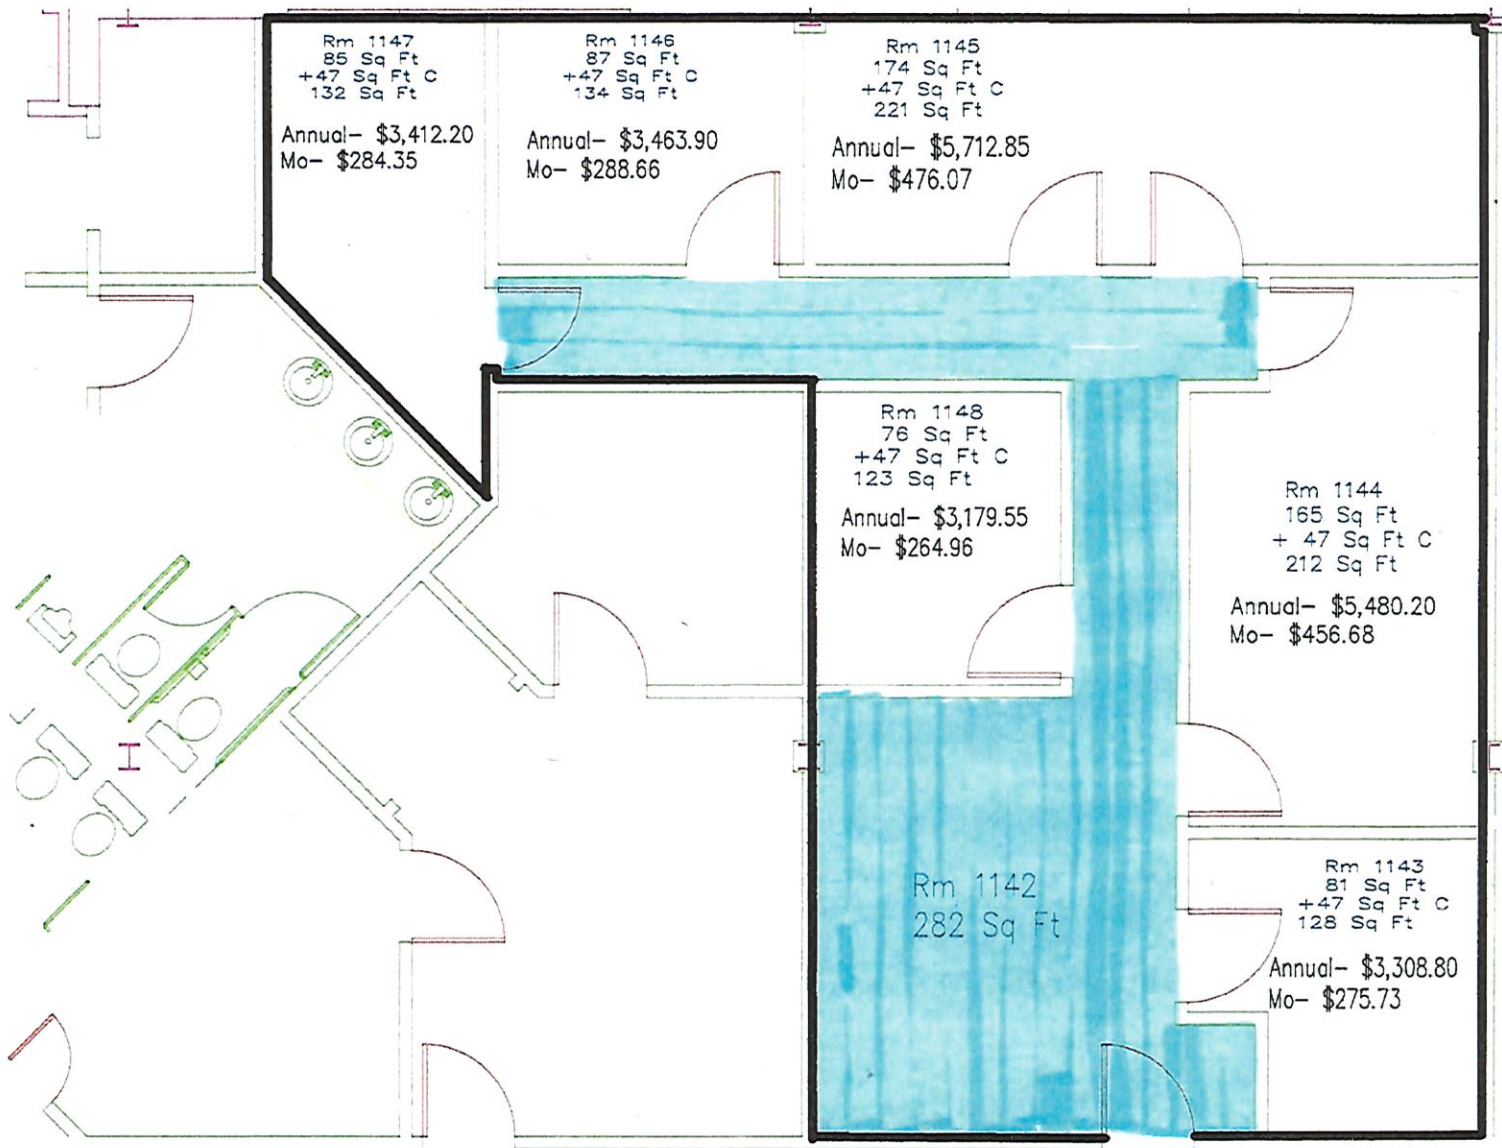 Rm 1147
85 Sq Ft
+47 Sq Ft C
132 Sq Ft
Annual- $3,412.20
Mo- $284.35
Rm 1146
87 Sq Ft
+47 Sq Ft C
134 Sq Ft
Annual- $3,463.90
Mo- $288.66
Rm 1145
174 Sq Ft
+47 Sq Ft C
221 Sq Ft
Annual- $5,712.85
Mo- $476.07
Rm 1148
76 Sq Ft
+47 Sq Ft C
123 Sq Ft
Annual- $3,179.55
Mo- $264.96
Rm 1144
165 Sq Ft
+ 47 Sq Ft C
212 Sq Ft
Annual- $5,480.20
Mo- $456.68
Rm 1142
282 Sq Ft
Rm 1143
81 Sq Ft
+47 Sq Ft C
128 Sq Ft
Annual- $3,308.80
Mo- $275.73